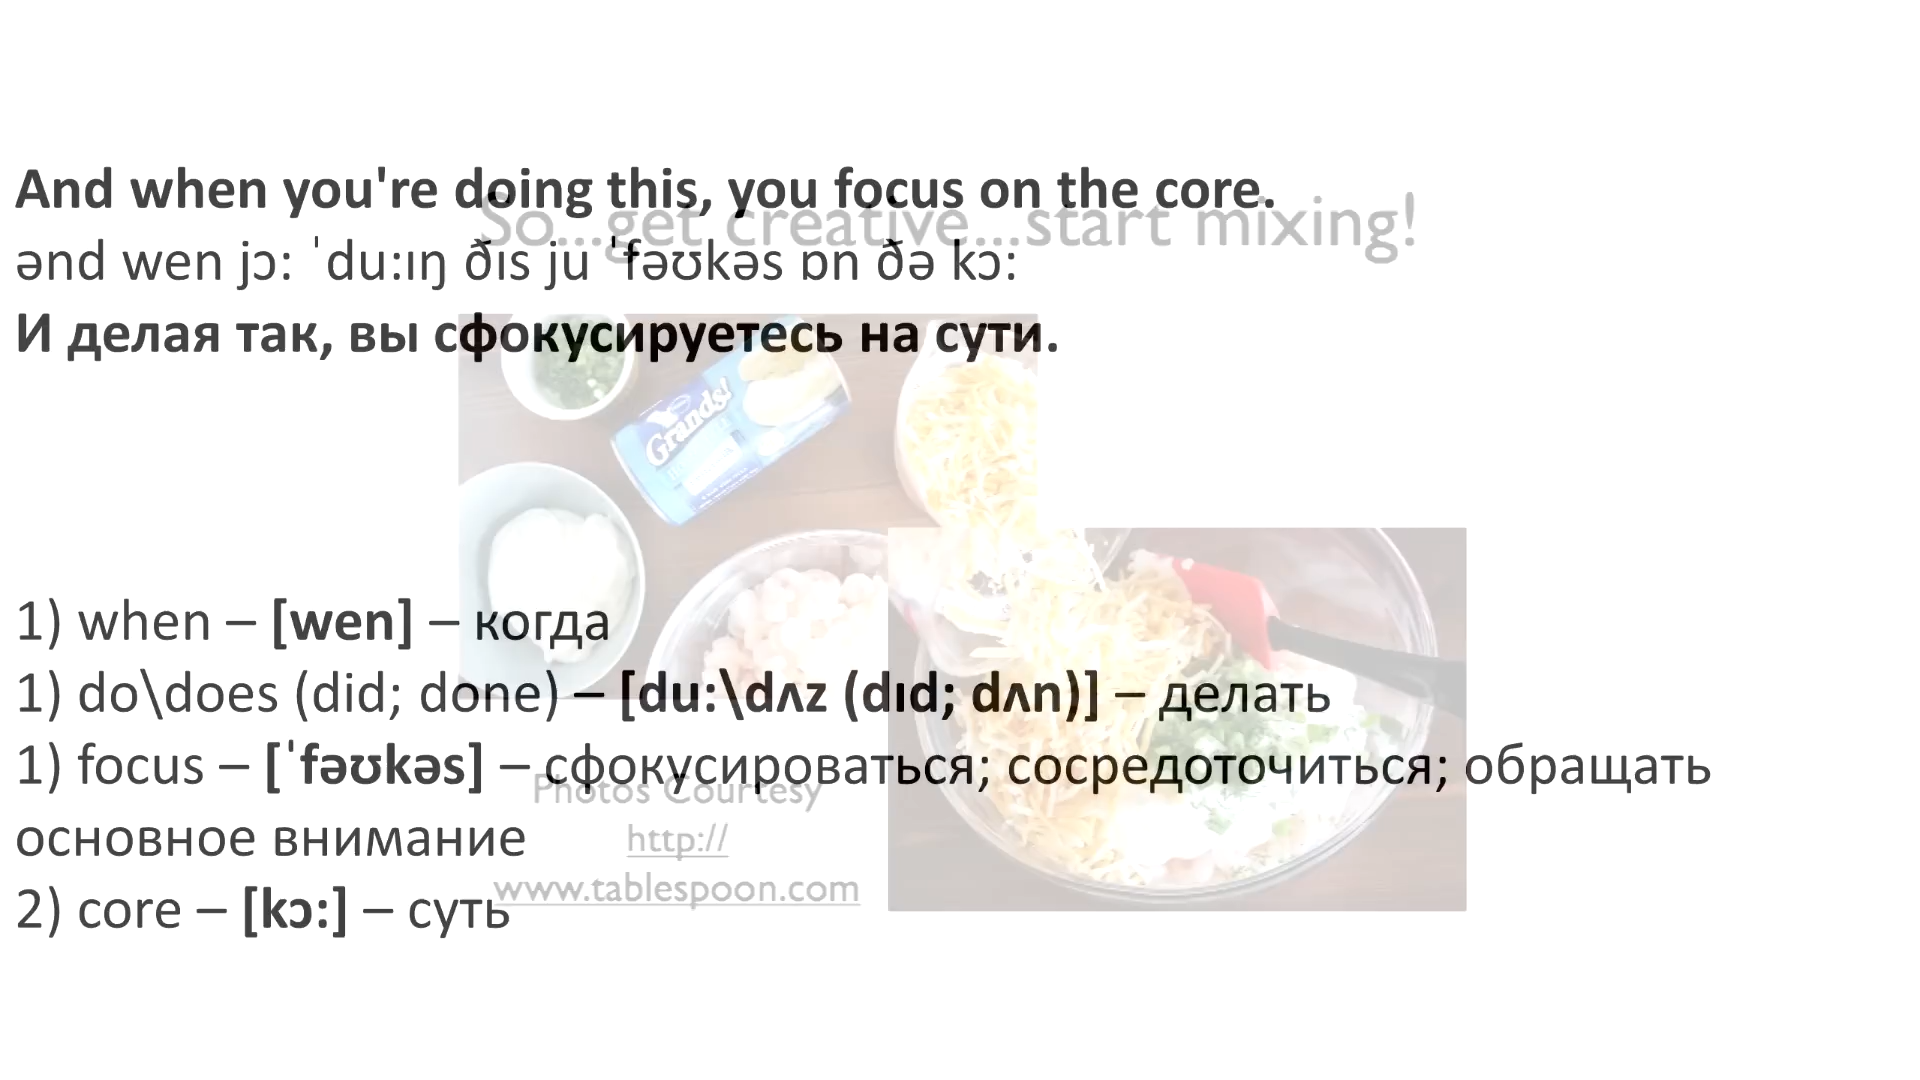 And when you're doing this, you focus on the core.
So...get creative...start mixing!
ənd wen jɔ: ˈdu:ɪŋ ðɪs ju ˈfəʊkəs ɒn ðə kɔ:
И делая так, вы сфокусируетесь на сути.
Grands!
1) when – [wen] – когда
1) do\does (did; done) – [du:\dʌz (dɪd; dʌn)] – делать
1) focus – [ˈfəʊkəs] – сфокусироваться; сосредоточиться; обращать
основное внимание
2) core – [kɔ:] – суть
Photos Courtesy
http://
www.tablespoon.com